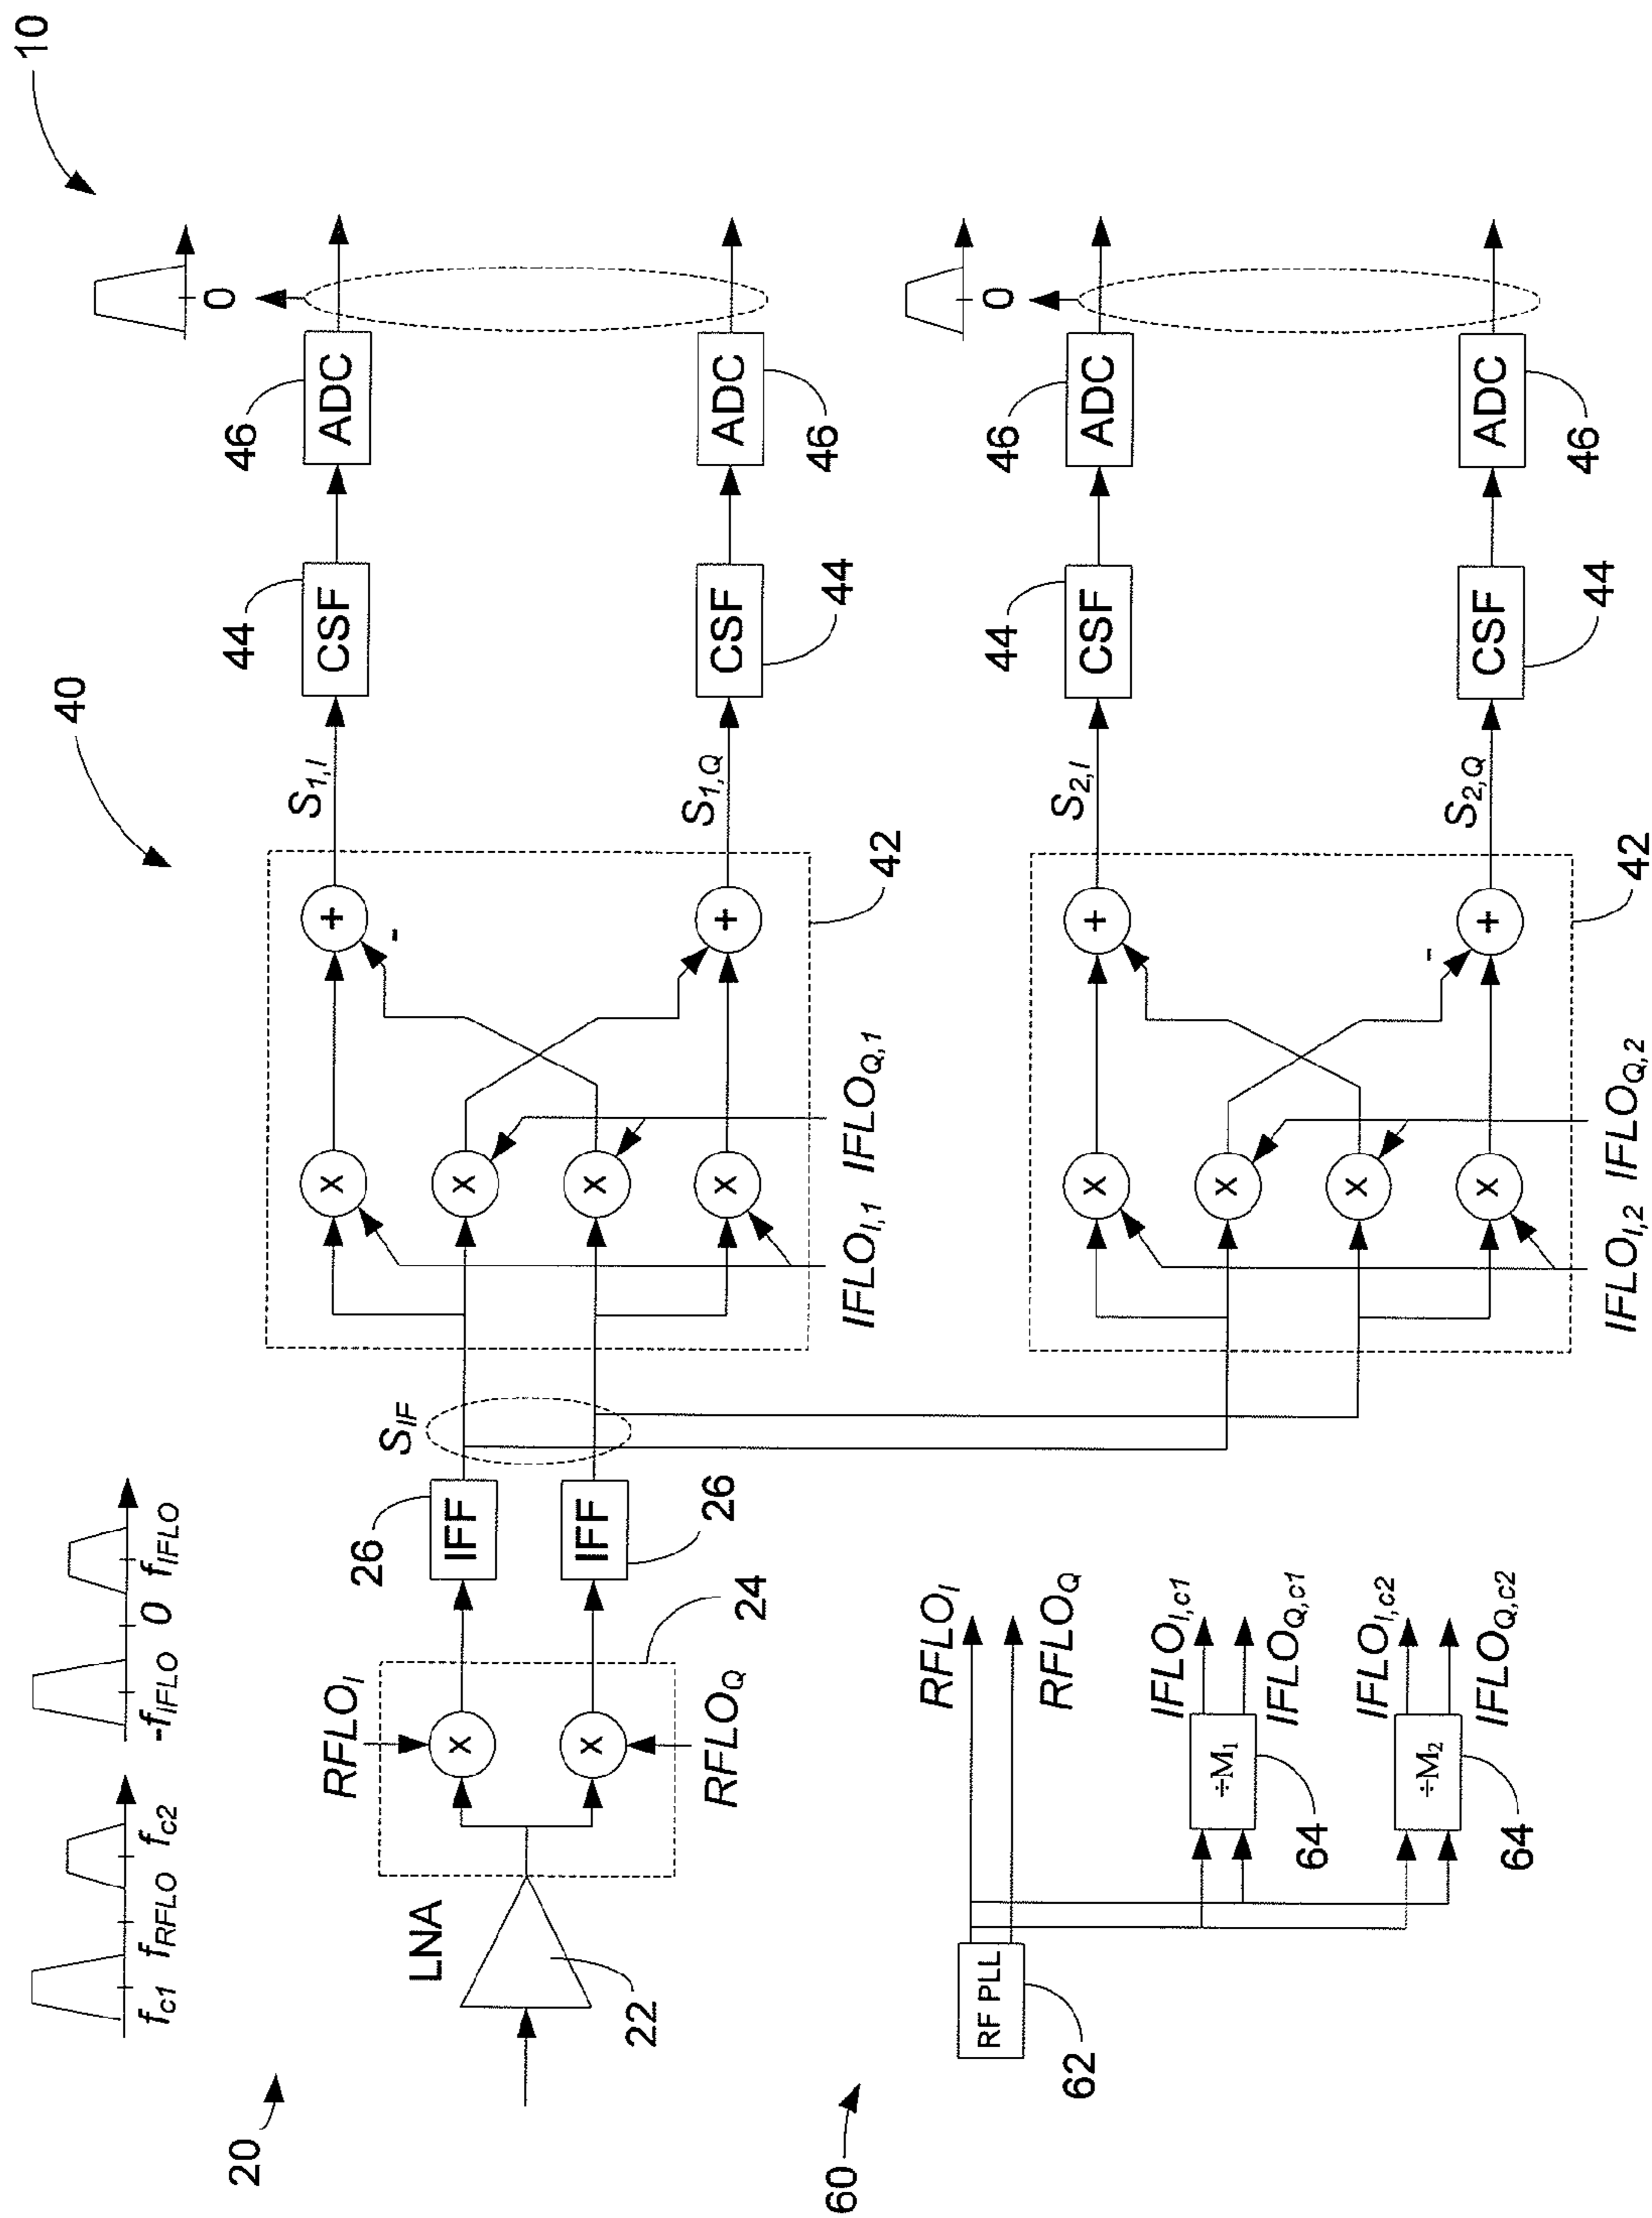 10
20
f_c1 f_RFLO f_c2
-f_IFLO 0 f_IFLO
40
0
LNA
22
RFLO_I
X
X
RFLO_Q
24
26
IFF
IFF
26
S_IF
X
X
X
X
IFLO_I,1 IFLO_Q,1
+
-
+
42
S_1,I
S_1,Q
44
CSF
CSF
44
46
ADC
ADC
46
0
X
X
X
X
IFLO_I,2 IFLO_Q,2
+
-
+
42
S_2,I
S_2,Q
44
CSF
CSF
44
46
ADC
ADC
46
60
RF PLL
62
RFLO_I
RFLO_Q
÷M_1
64
IFLO_I,c1
IFLO_Q,c1
÷M_2
64
IFLO_I,c2
IFLO_Q,c2